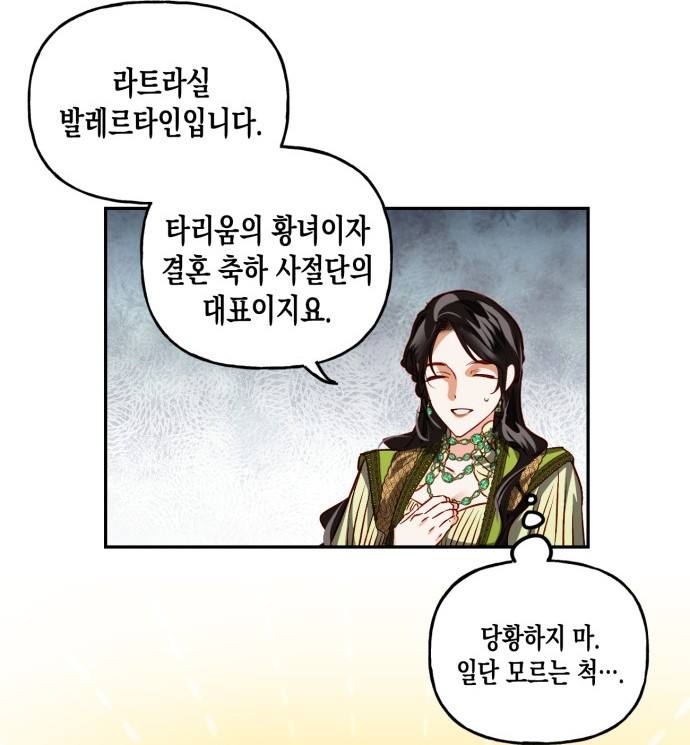 라트라실
발레르타인입니다.
타리움의 황녀이자
결혼 축하 사절단의
대표이지요.
당황하지 마.
일단 모르는 척….